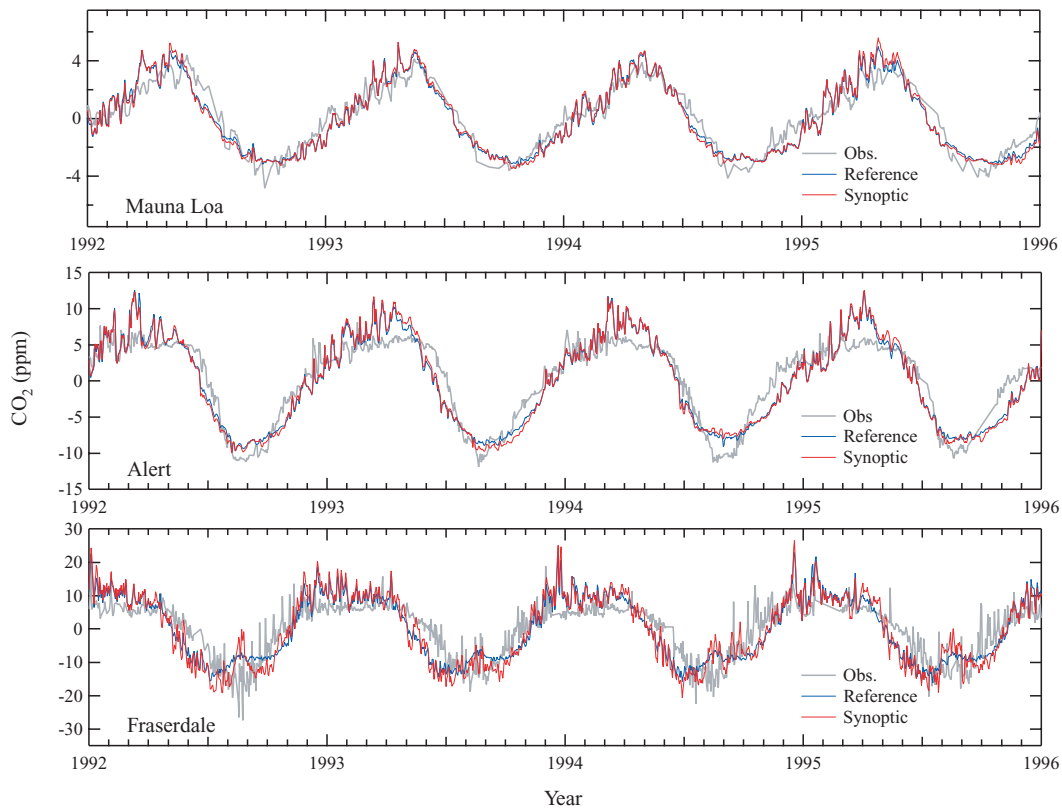 4
0
-4
Obs.
Reference
Synoptic
Mauna Loa
1992 1993 1994 1995 1996
CO2 (ppm)
15
10
5
0
-5
-10
-15
Obs
Reference
Synoptic
Alert
1992 1993 1994 1995 1996
30
20
10
0
-10
-20
-30
Obs.
Reference
Synoptic
Fraserdale
1992 1993 1994 1995 1996
Year